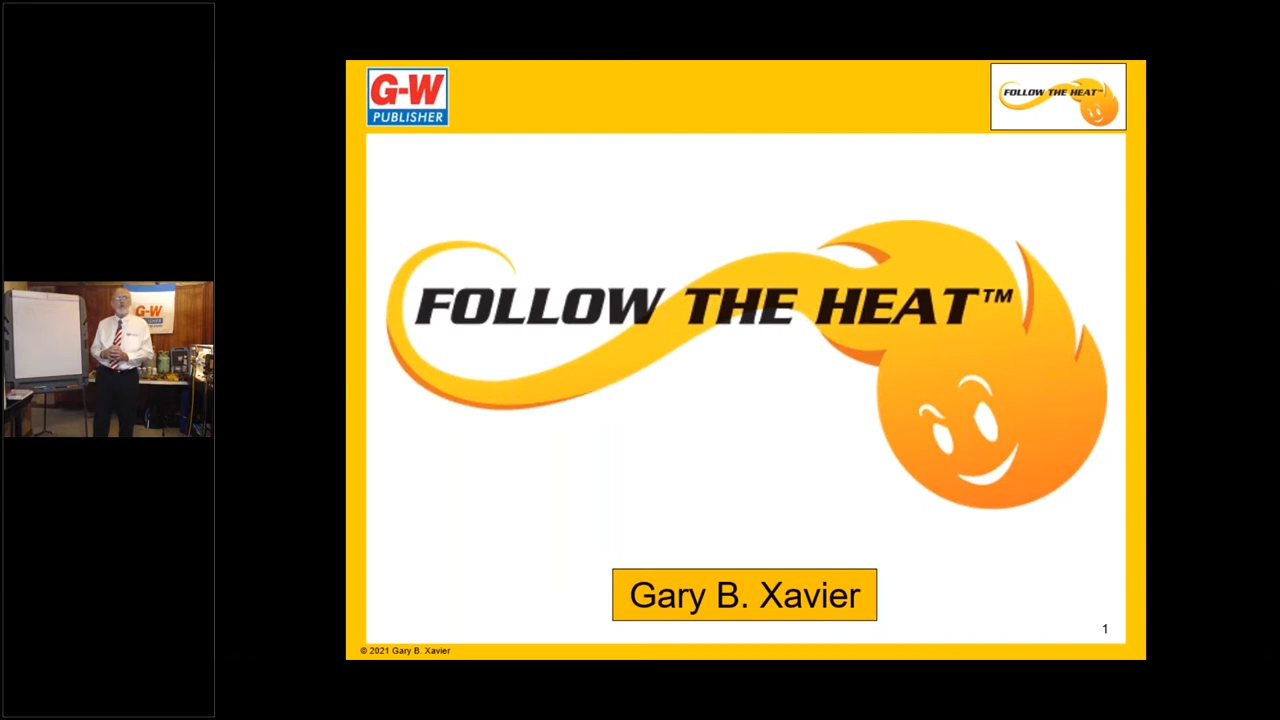 G-W
PUBLISHER
FOLLOW THE HEAT™
FOLLOW THE HEAT™
Gary B. Xavier
1
© 2021 Gary B. Xavier
G-W